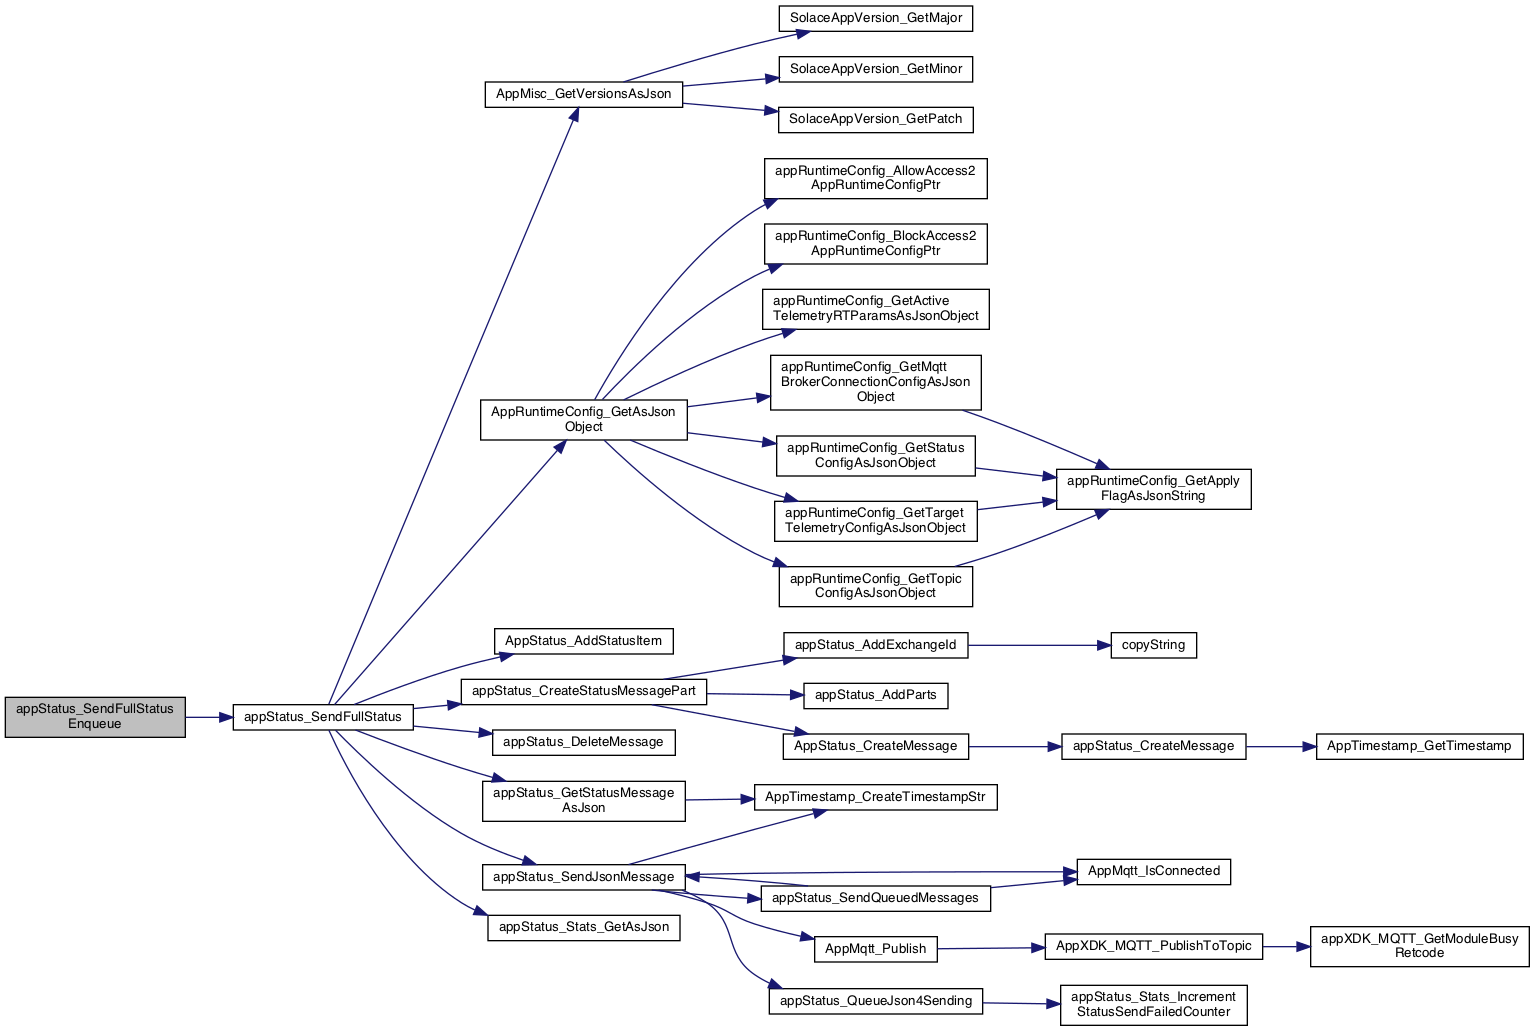 SolaceAppVersion_GetMajor
SolaceAppVersion_GetMinor
AppMisc_GetVersionsAsJson
SolaceAppVersion_GetPatch
appRuntimeConfig_AllowAccess2
AppRuntimeConfigPtr
appRuntimeConfig_BlockAccess2
AppRuntimeConfigPtr
appRuntimeConfig_GetActive
TelemetryRTParamsAsJsonObject
appRuntimeConfig_GetMqtt
BrokerConnectionConfigAsJson
Object
AppRuntimeConfig_GetAsJson
Object
appRuntimeConfig_GetStatus
ConfigAsJsonObject
appRuntimeConfig_GetApply
FlagAsJsonString
appRuntimeConfig_GetTarget
TelemetryConfigAsJsonObject
appRuntimeConfig_GetTopic
ConfigAsJsonObject
AppStatus_AddStatusItem
appStatus_AddExchangeId
copyString
appStatus_CreateStatusMessagePart
appStatus_AddParts
appStatus_SendFullStatus
Enqueue
appStatus_SendFullStatus
appStatus_DeleteMessage
AppStatus_CreateMessage
appStatus_CreateMessage
AppTimestamp_GetTimestamp
appStatus_GetStatusMessage
AsJson
AppTimestamp_CreateTimestampStr
appStatus_SendJsonMessage
AppMqtt_IsConnected
appStatus_SendQueuedMessages
appStatus_Stats_GetAsJson
AppMqtt_Publish
AppXDK_MQTT_PublishToTopic
appXDK_MQTT_GetModuleBusy
Retcode
appStatus_QueueJson4Sending
appStatus_Stats_Increment
StatusSendFailedCounter